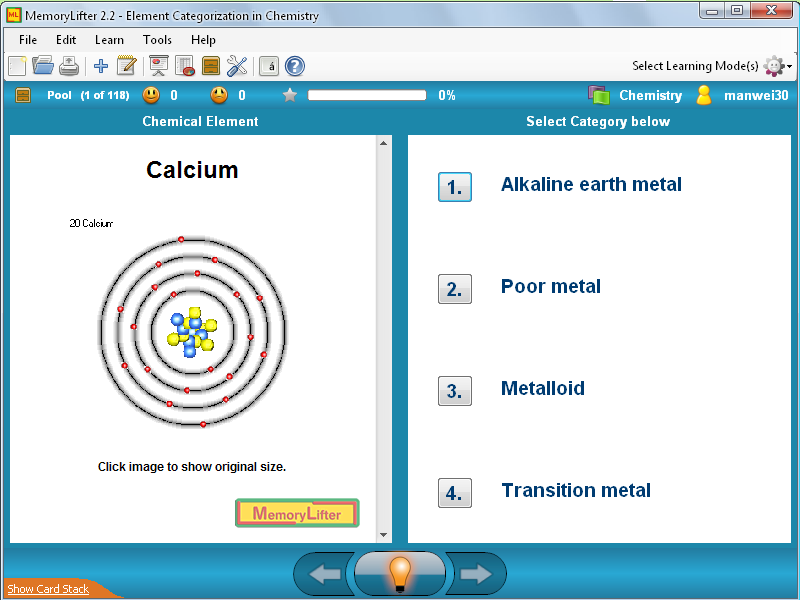 MemoryLifter 2.2 - Element Categorization in Chemistry
File Edit Learn Tools Help
á ? Select Learning Mode(s)
Pool (1 of 118) 0 0 0% Chemistry manwei30
Chemical Element
Select Category below
Calcium
20 Calcium
Click image to show original size.
MemoryLifter
1. Alkaline earth metal
2. Poor metal
3. Metalloid
4. Transition metal
Show Card Stack